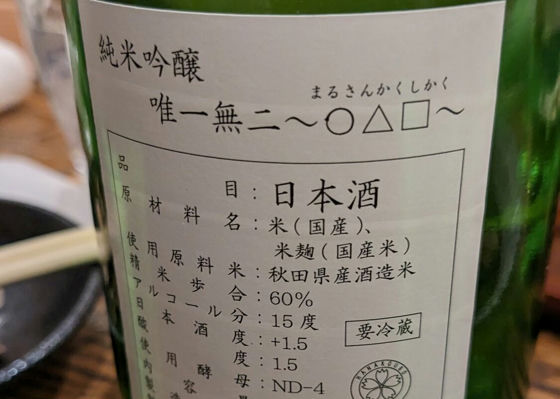 純米吟醸
まるさんかくしかく
唯一無二～○△□～
品目：日本酒
原材料名：米(国産)、
米麹(国産米)
使用原料米：秋田県産酒造米
精米歩合：60%
アルコール分：15度
日本酒度：+1.5
酸度：1.5
使用酵母：ND-4
要冷蔵
内容量